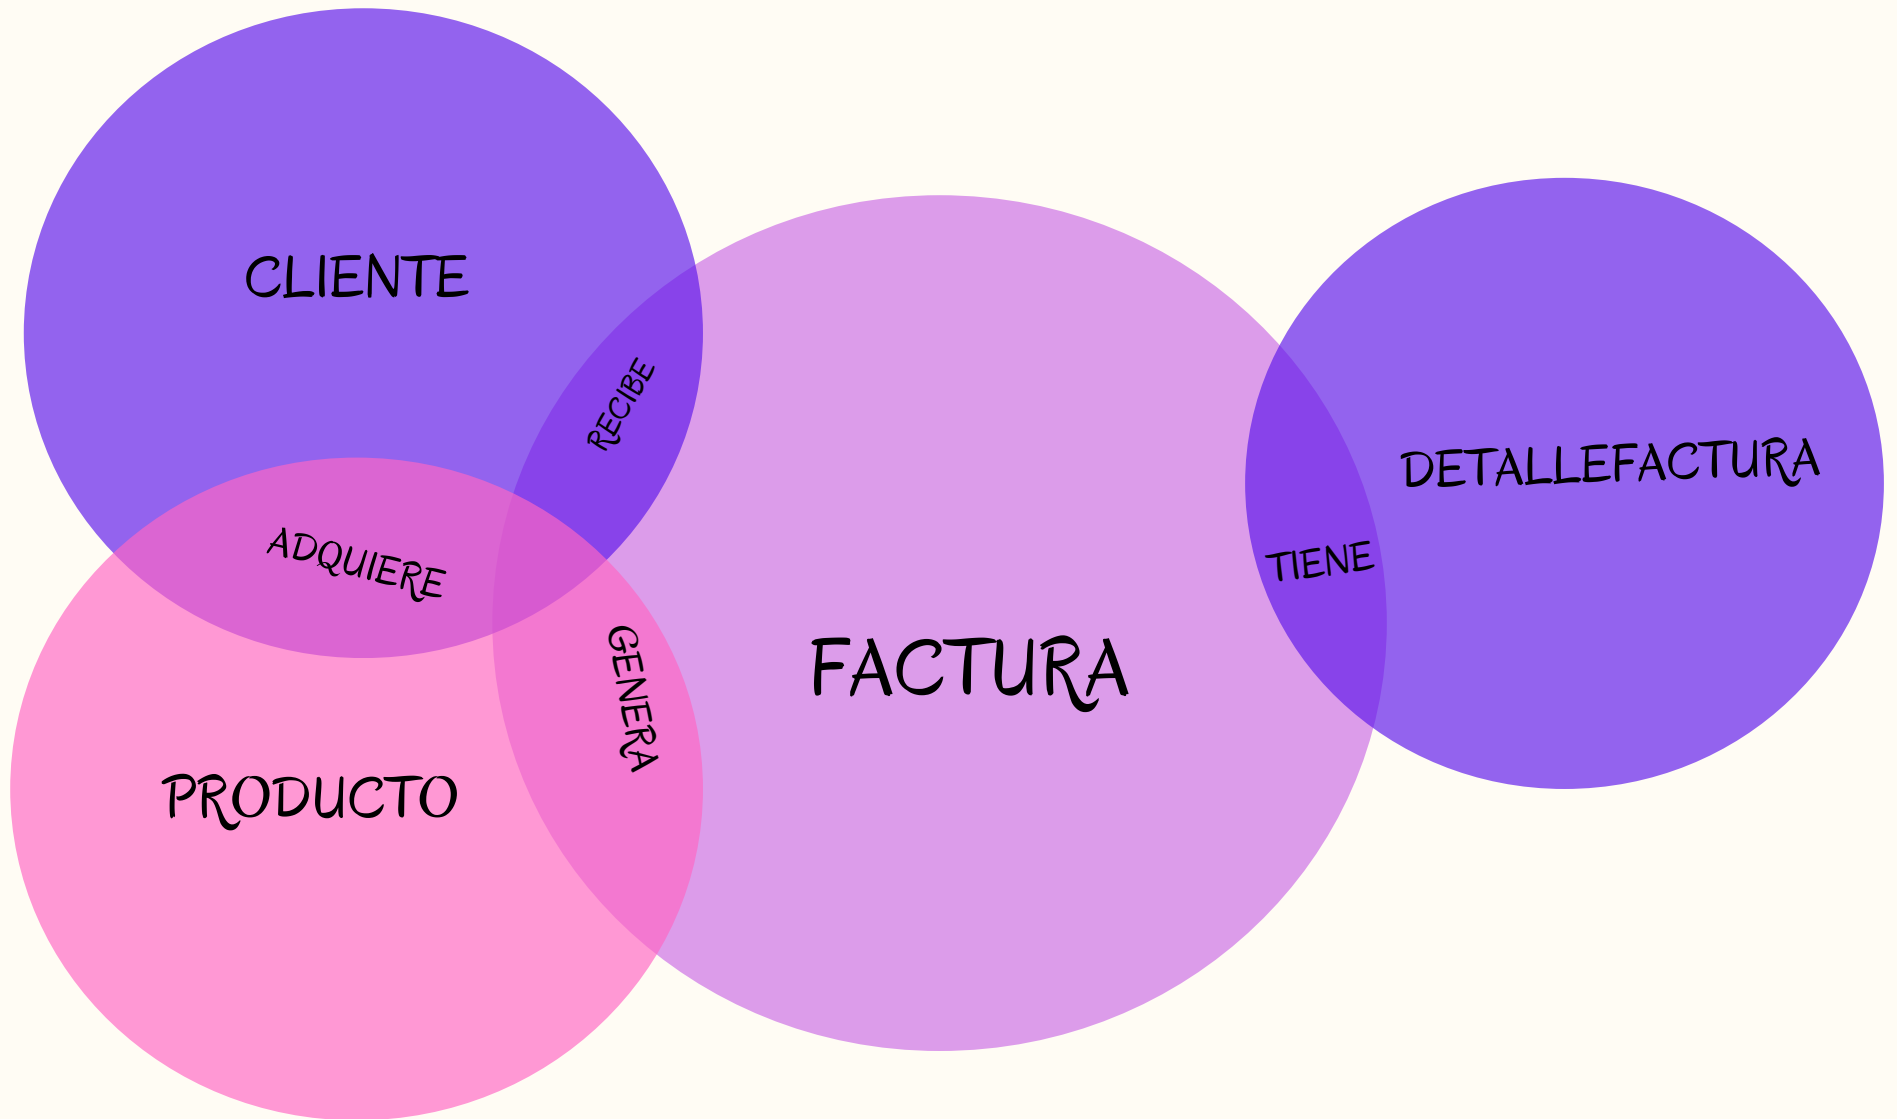 CLIENTE
RECIBE
ADQUIERE
GENERA
PRODUCTO
FACTURA
TIENE
DETALLEFACTURA